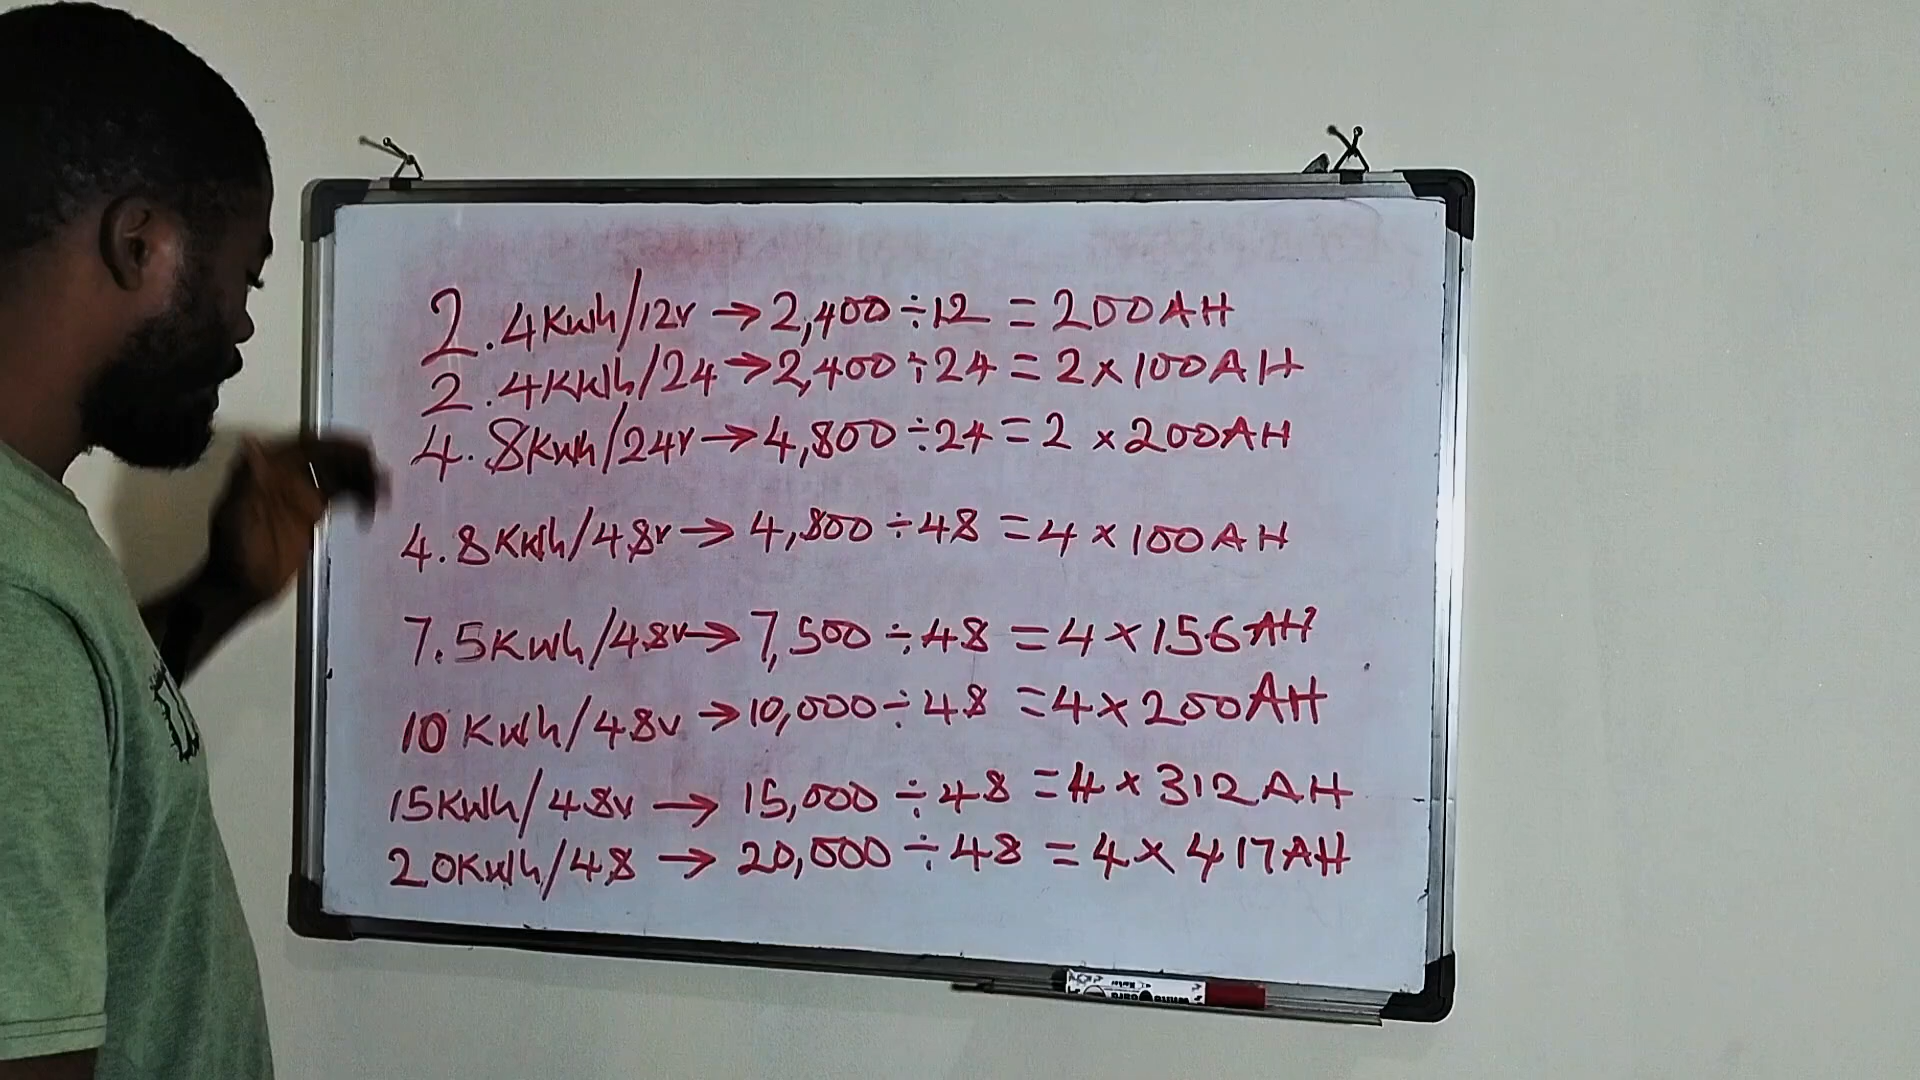 2.4Kwh/12v → 2,400 ÷ 12 = 200AH
2.4KWh/24 → 2,400 ÷ 24 = 2 × 100AH
4.8Kwh/24v → 4,800 ÷ 24 = 2 × 200AH
4.8KWh/48v → 4,800 ÷ 48 = 4 × 100AH
7.5KWh/48v → 7,500 ÷ 48 = 4 × 156AH
10KWh/48v → 10,000 ÷ 48 = 4 × 200AH
15KWh/48v → 15,000 ÷ 48 = 4 × 312AH
20KWh/48 → 20,000 ÷ 48 = 4 × 417AH